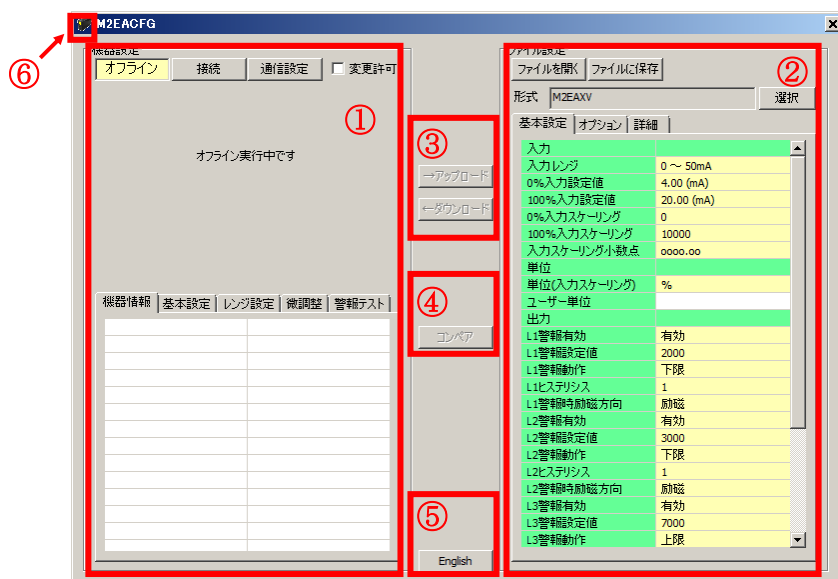 M2EACFG
⑥
機器設定
オフライン 接続 通信設定 変更許可
①
オフライン実行中です
機器情報 基本設定 レンジ設定 微調整 警報テスト
③
→アップロード
←ダウンロード
④
コンペア
⑤
English
ファイル設定
ファイルを開く ファイルに保存
②
形式 M2EAXV 選択
基本設定 オプション 詳細
入力
入力レンジ 0 ～ 50mA
0%入力設定値 4.00 (mA)
100%入力設定値 20.00 (mA)
0%入力スケーリング 0
100%入力スケーリング 10000
入力スケーリング小数点 oooo.oo
単位
単位(入力スケーリング) %
ユーザー単位
出力
L1警報有効 有効
L1警報設定値 2000
L1警報動作 下限
L1ヒステリシス 1
L1警報時励磁方向 励磁
L2警報有効 有効
L2警報設定値 3000
L2警報動作 下限
L2ヒステリシス 1
L2警報時励磁方向 励磁
L3警報有効 有効
L3警報設定値 7000
L3警報動作 上限